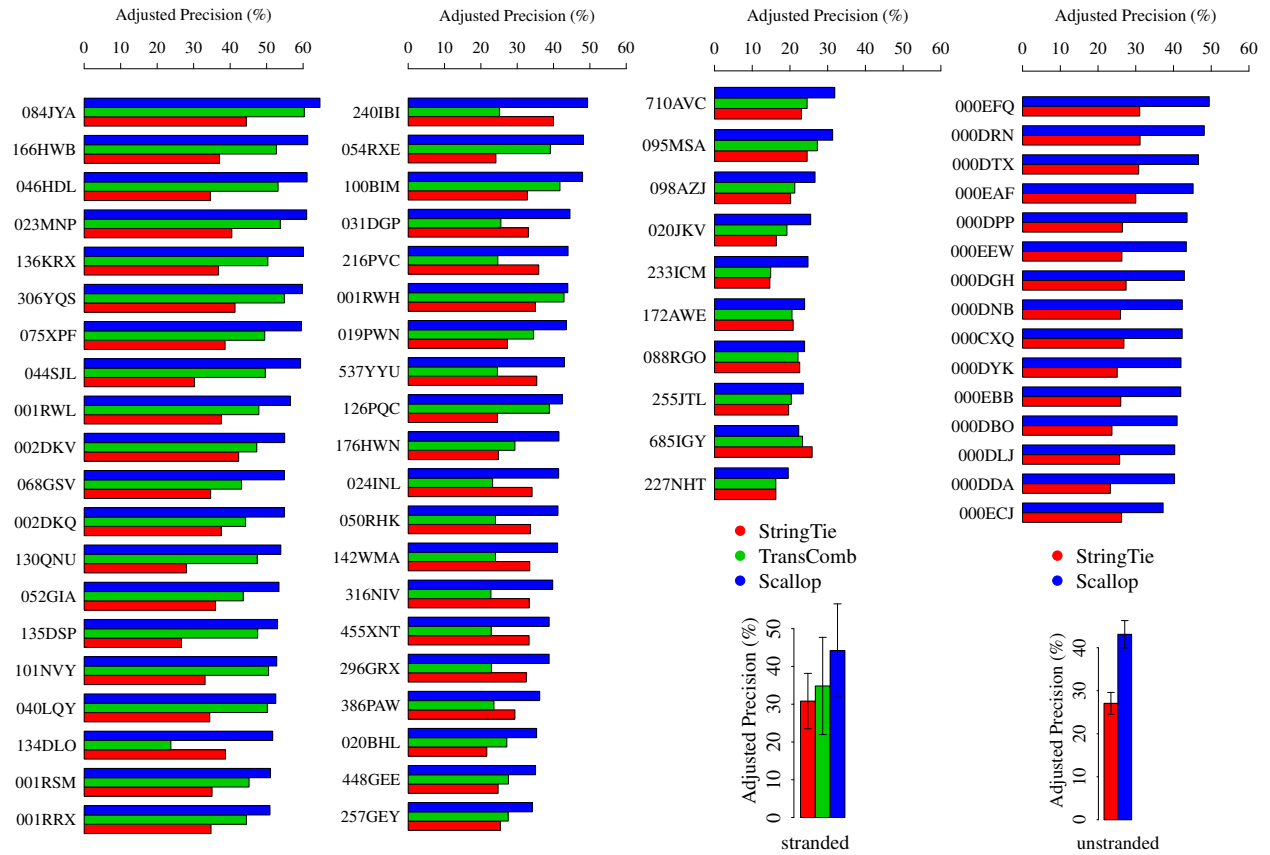 Adjusted Precision (%)
0 10 20 30 40 50 60
084JYA
166HWB
046HDL
023MNP
136KRX
306YQS
075XPF
044SJL
001RWL
002DKV
068GSV
002DKQ
130QNU
052GIA
135DSP
101NVY
040LQY
134DLO
001RSM
001RRX
Adjusted Precision (%)
0 10 20 30 40 50 60
240IBI
054RXE
100BIM
031DGP
216PVC
001RWH
019PWN
537YYU
126PQC
176HWN
024INL
050RHK
142WMA
316NIV
455XNT
296GRX
386PAW
020BHL
448GEE
257GEY
Adjusted Precision (%)
0 10 20 30 40 50 60
710AVC
095MSA
098AZJ
020JKV
233ICM
172AWE
088RGO
255JTL
685IGY
227NHT
StringTie
TransComb
Scallop
Adjusted Precision (%)
0 10 20 30 40 50
stranded
Adjusted Precision (%)
0 10 20 30 40 50 60
000EFQ
000DRN
000DTX
000EAF
000DPP
000EEW
000DGH
000DNB
000CXQ
000DYK
000EBB
000DBO
000DLJ
000DDA
000ECJ
StringTie
Scallop
Adjusted Precision (%)
0 10 20 30 40
unstranded